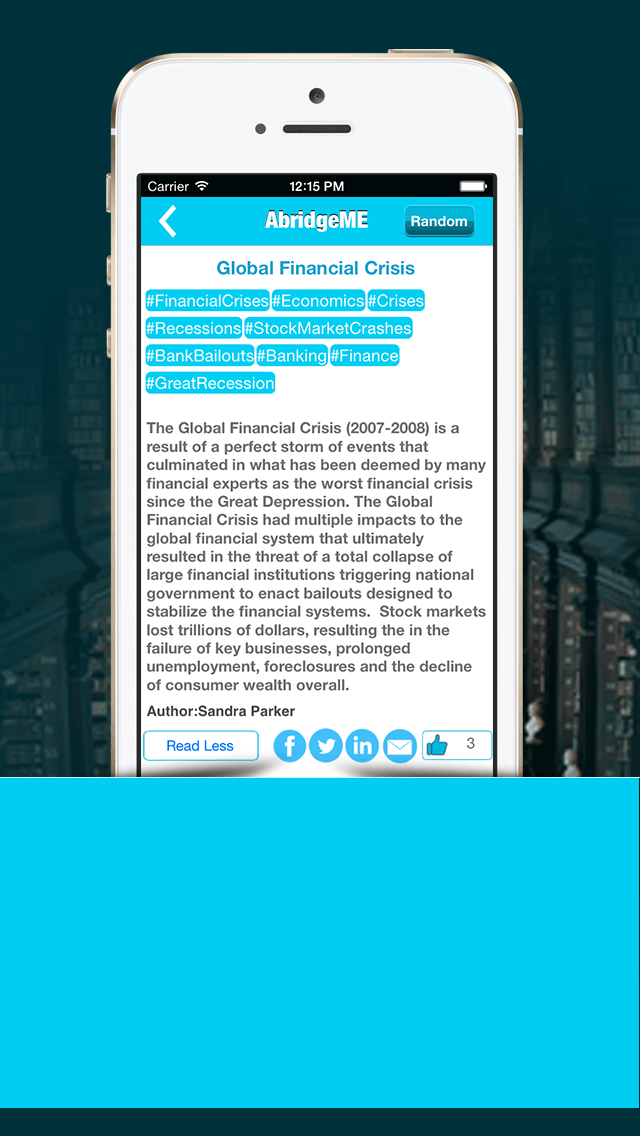 Carrier 12:15 PM
AbridgeME Random
Global Financial Crisis
#FinancialCrises #Economics #Crises
#Recessions #StockMarketCrashes
#BankBailouts #Banking #Finance
#GreatRecession
The Global Financial Crisis (2007-2008) is a
result of a perfect storm of events that
culminated in what has been deemed by many
financial experts as the worst financial crisis
since the Great Depression. The Global
Financial Crisis had multiple impacts to the
global financial system that ultimately
resulted in the threat of a total collapse of
large financial institutions triggering national
government to enact bailouts designed to
stabilize the financial systems.  Stock markets
lost trillions of dollars, resulting the in the
failure of key businesses, prolonged
unemployment, foreclosures and the decline
of consumer wealth overall.
Author:Sandra Parker
Read Less f in 3